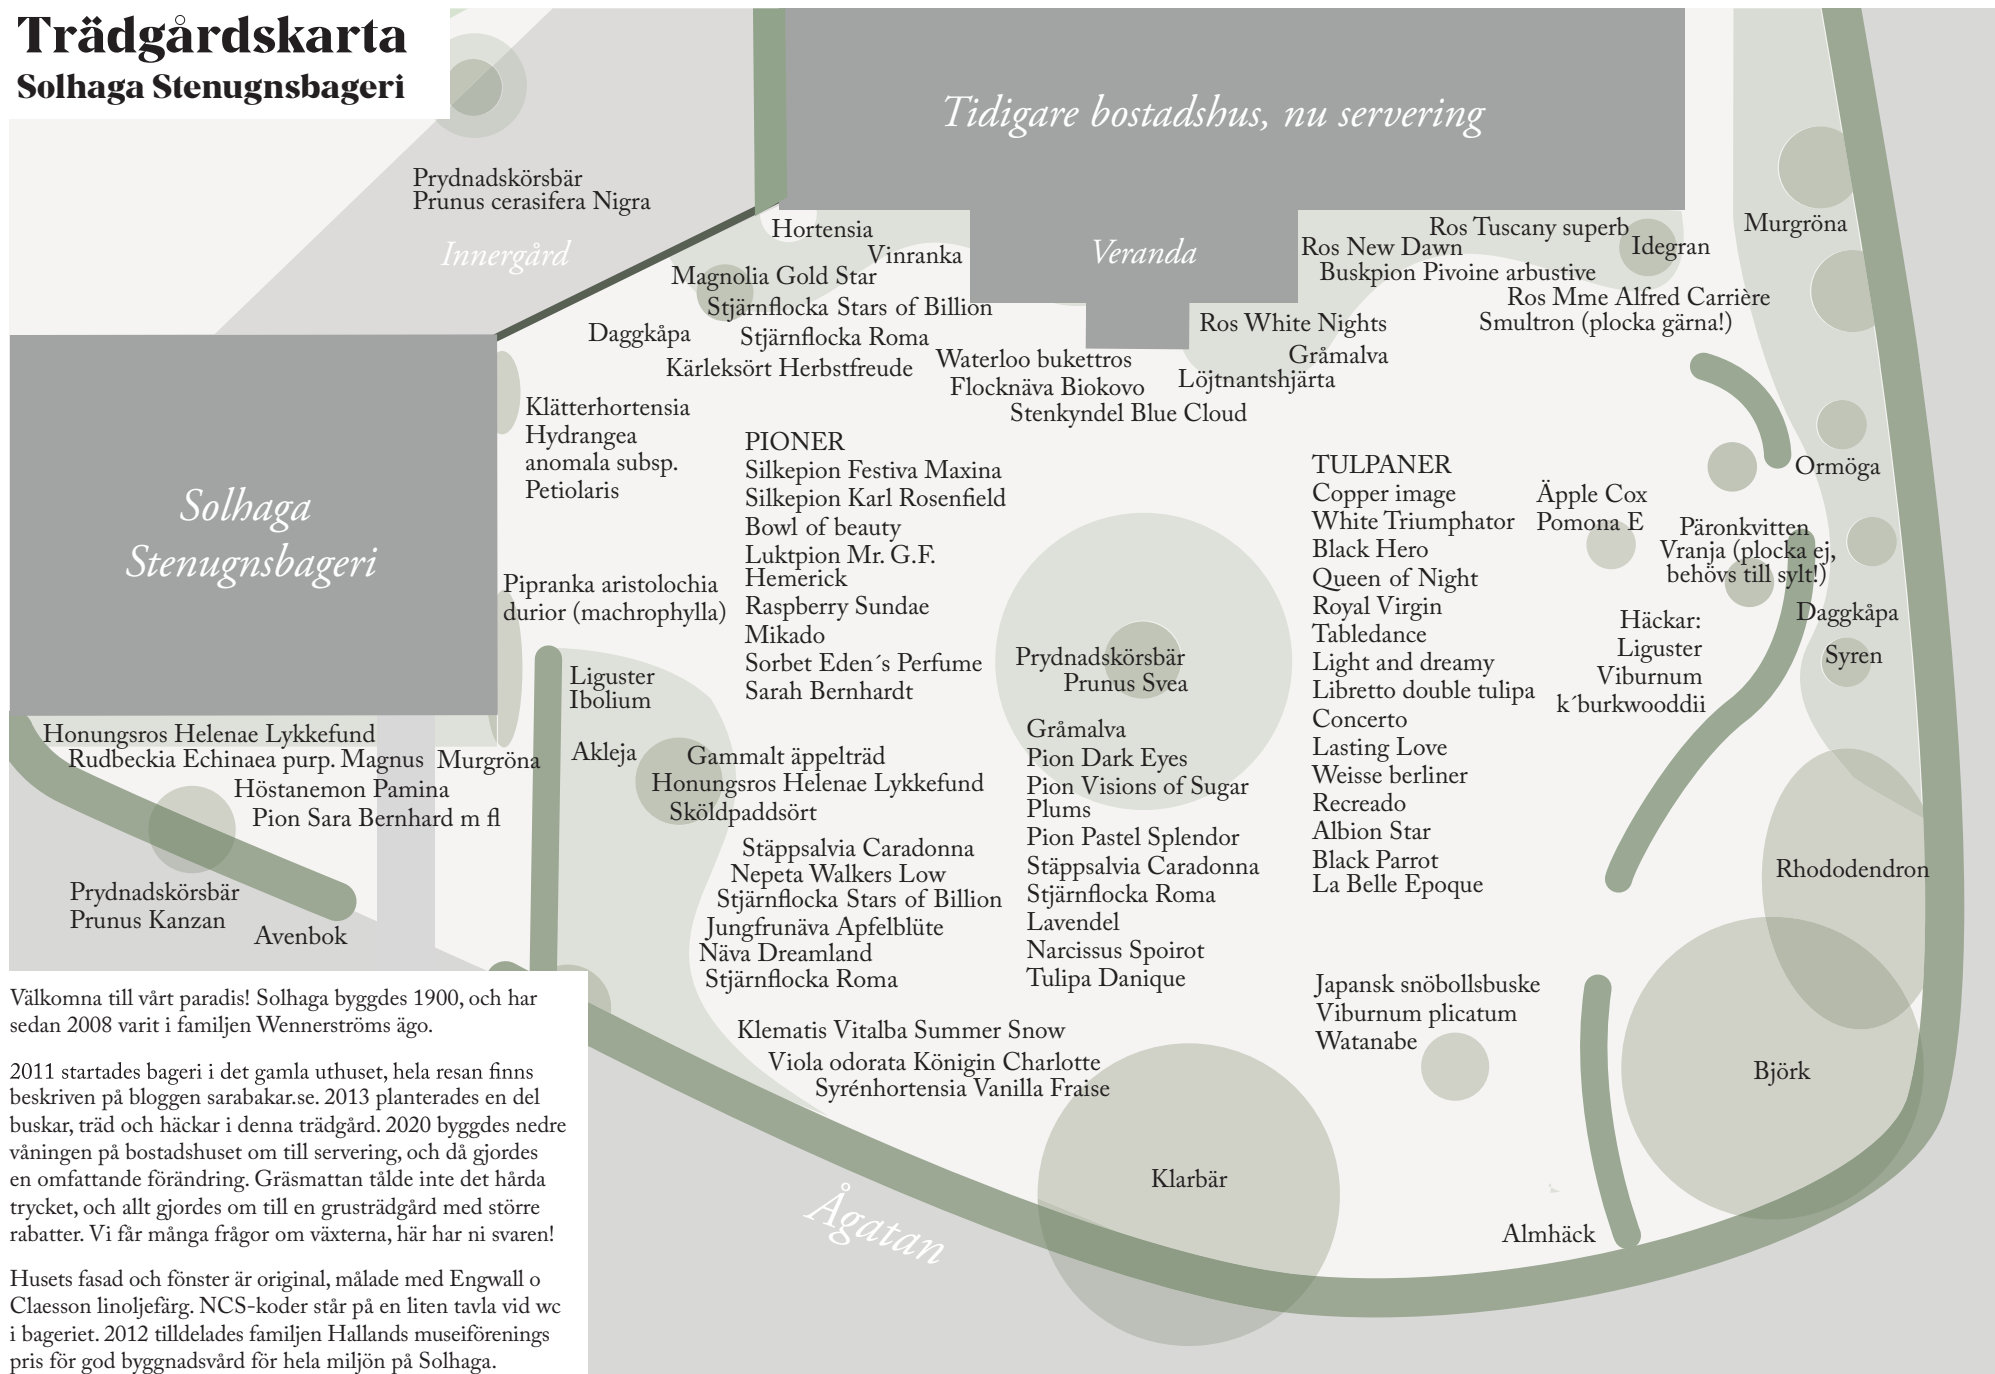 Trädgårdskarta
Solhaga Stenugnsbageri
Tidigare bostadshus, nu servering
Prydnadskörsbär
Prunus cerasifera Nigra
Innergård
Hortensia
Vinranka
Magnolia Gold Star
Stjärnflocka Stars of Billion
Daggkåpa
Stjärnflocka Roma
Kärleksört Herbstfreude
Veranda
Waterloo bukettros
Flocknäva Biokovo
Stenkyndel Blue Cloud
Ros Tuscany superb
Ros New Dawn
Idegran
Buskpion Pivoine arbustive
Ros Mme Alfred Carrière
Smultron (plocka gärna!)
Ros White Nights
Gråmalva
Löjtnantshjärta
Murgröna
Solhaga
Stenugnsbageri
Klätterhortensia
Hydrangea
anomala subsp.
Petiolaris
Pipranka aristolochia
durior (machrophylla)
PIONER
Silkepion Festiva Maxina
Silkepion Karl Rosenfield
Bowl of beauty
Luktpion Mr. G.F.
Hemerick
Raspberry Sundae
Mikado
Sorbet Eden´s Perfume
Sarah Bernhardt
Prydnadskörsbär
Prunus Svea
Gråmalva
Pion Dark Eyes
Pion Visions of Sugar
Plums
Pion Pastel Splendor
Stäppsalvia Caradonna
Stjärnflocka Roma
Lavendel
Narcissus Spoirot
Tulipa Danique
TULPANER
Copper image
White Triumphator
Black Hero
Queen of Night
Royal Virgin
Tabledance
Light and dreamy
Libretto double tulipa
Concerto
Lasting Love
Weisse berliner
Recreado
Albion Star
Black Parrot
La Belle Epoque
Äpple Cox
Pomona E
Ormöga
Päronkvitten
Vranja (plocka ej,
behövs till sylt!)
Daggkåpa
Häckar:
Liguster
Viburnum
k´burkwooddii
Syren
Liguster
Ibolium
Akleja
Gammalt äppelträd
Honungsros Helenae Lykkefund
Sköldpaddsört
Stäppsalvia Caradonna
Nepeta Walkers Low
Stjärnflocka Stars of Billion
Jungfrunäva Apfelblüte
Näva Dreamland
Stjärnflocka Roma
Klematis Vitalba Summer Snow
Viola odorata Königin Charlotte
Syrénhortensia Vanilla Fraise
Honungsros Helenae Lykkefund
Rudbeckia Echinaea purp. Magnus
Murgröna
Höstanemon Pamina
Pion Sara Bernhard m fl
Prydnadskörsbär
Prunus Kanzan
Avenbok
Rhododendron
Japansk snöbollsbuske
Viburnum plicatum
Watanabe
Björk
Klarbär
Almhäck
Ågatan
Välkomna till vårt paradis! Solhaga byggdes 1900, och har
sedan 2008 varit i familjen Wennerströms ägo.
2011 startades bageri i det gamla uthuset, hela resan finns
beskriven på bloggen sarabakar.se. 2013 planterades en del
buskar, träd och häckar i denna trädgård. 2020 byggdes nedre
våningen på bostadshuset om till servering, och då gjordes
en omfattande förändring. Gräsmattan tålde inte det hårda
trycket, och allt gjordes om till en grusträdgård med större
rabatter. Vi får många frågor om växterna, här har ni svaren!
Husets fasad och fönster är original, målade med Engwall o
Claesson linoljefärg. NCS-koder står på en liten tavla vid wc
i bageriet. 2012 tilldelades familjen Hallands museiförenings
pris för god byggnadsvård för hela miljön på Solhaga.